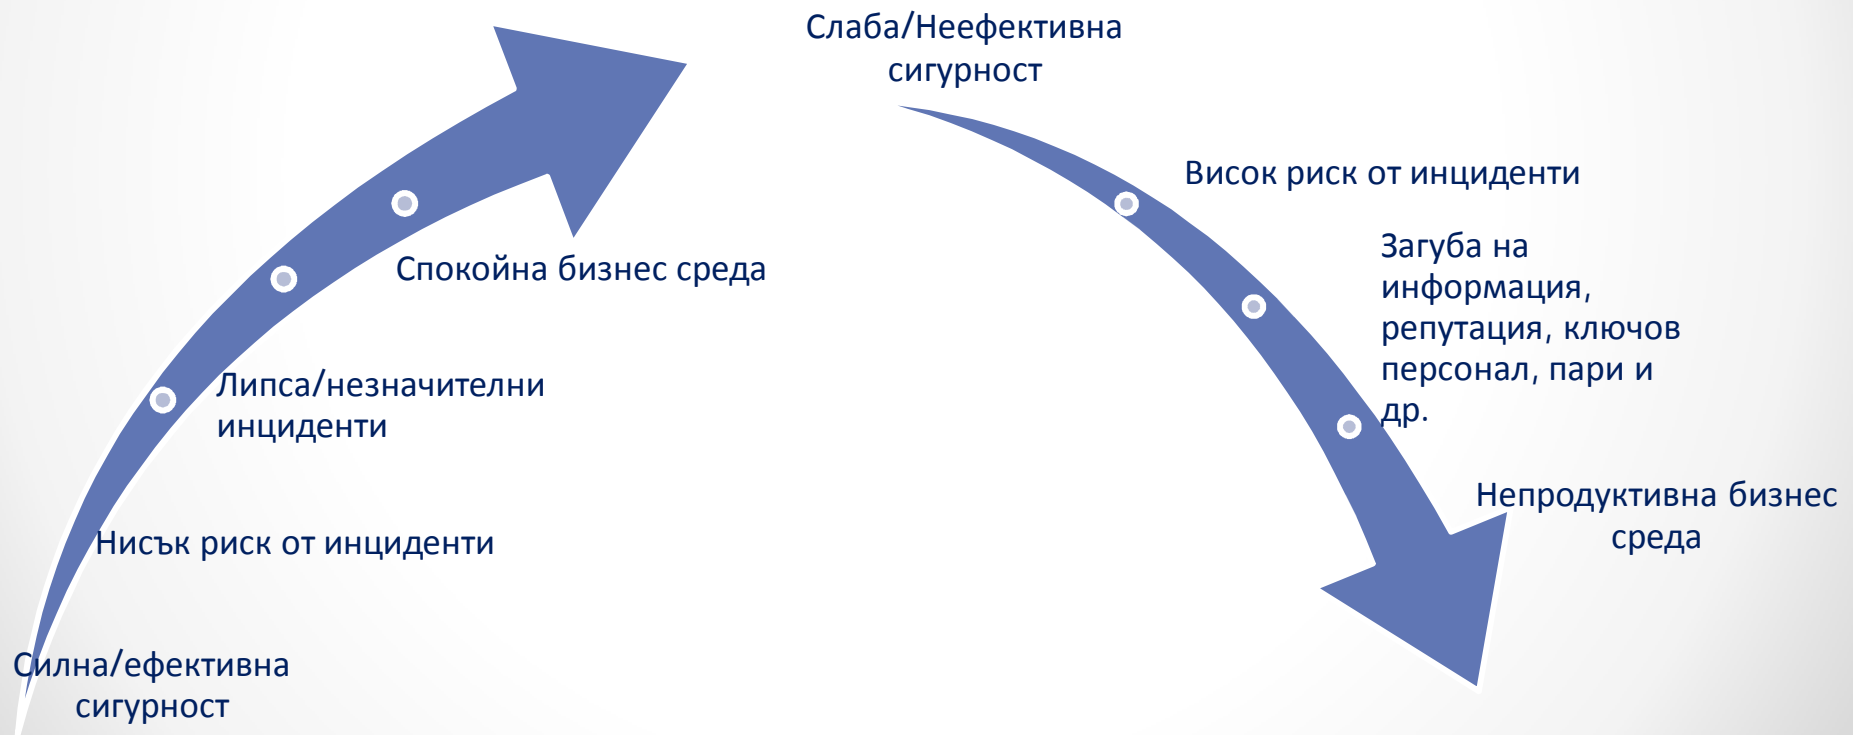 Слаба/Неефективна
сигурност
Висок риск от инциденти
Загуба на
информация,
репутация, ключов
персонал, пари и
др.
Непродуктивна бизнес
среда
Спокойна бизнес среда
Липса/незначителни
инциденти
Нисък риск от инциденти
Силна/ефективна
сигурност